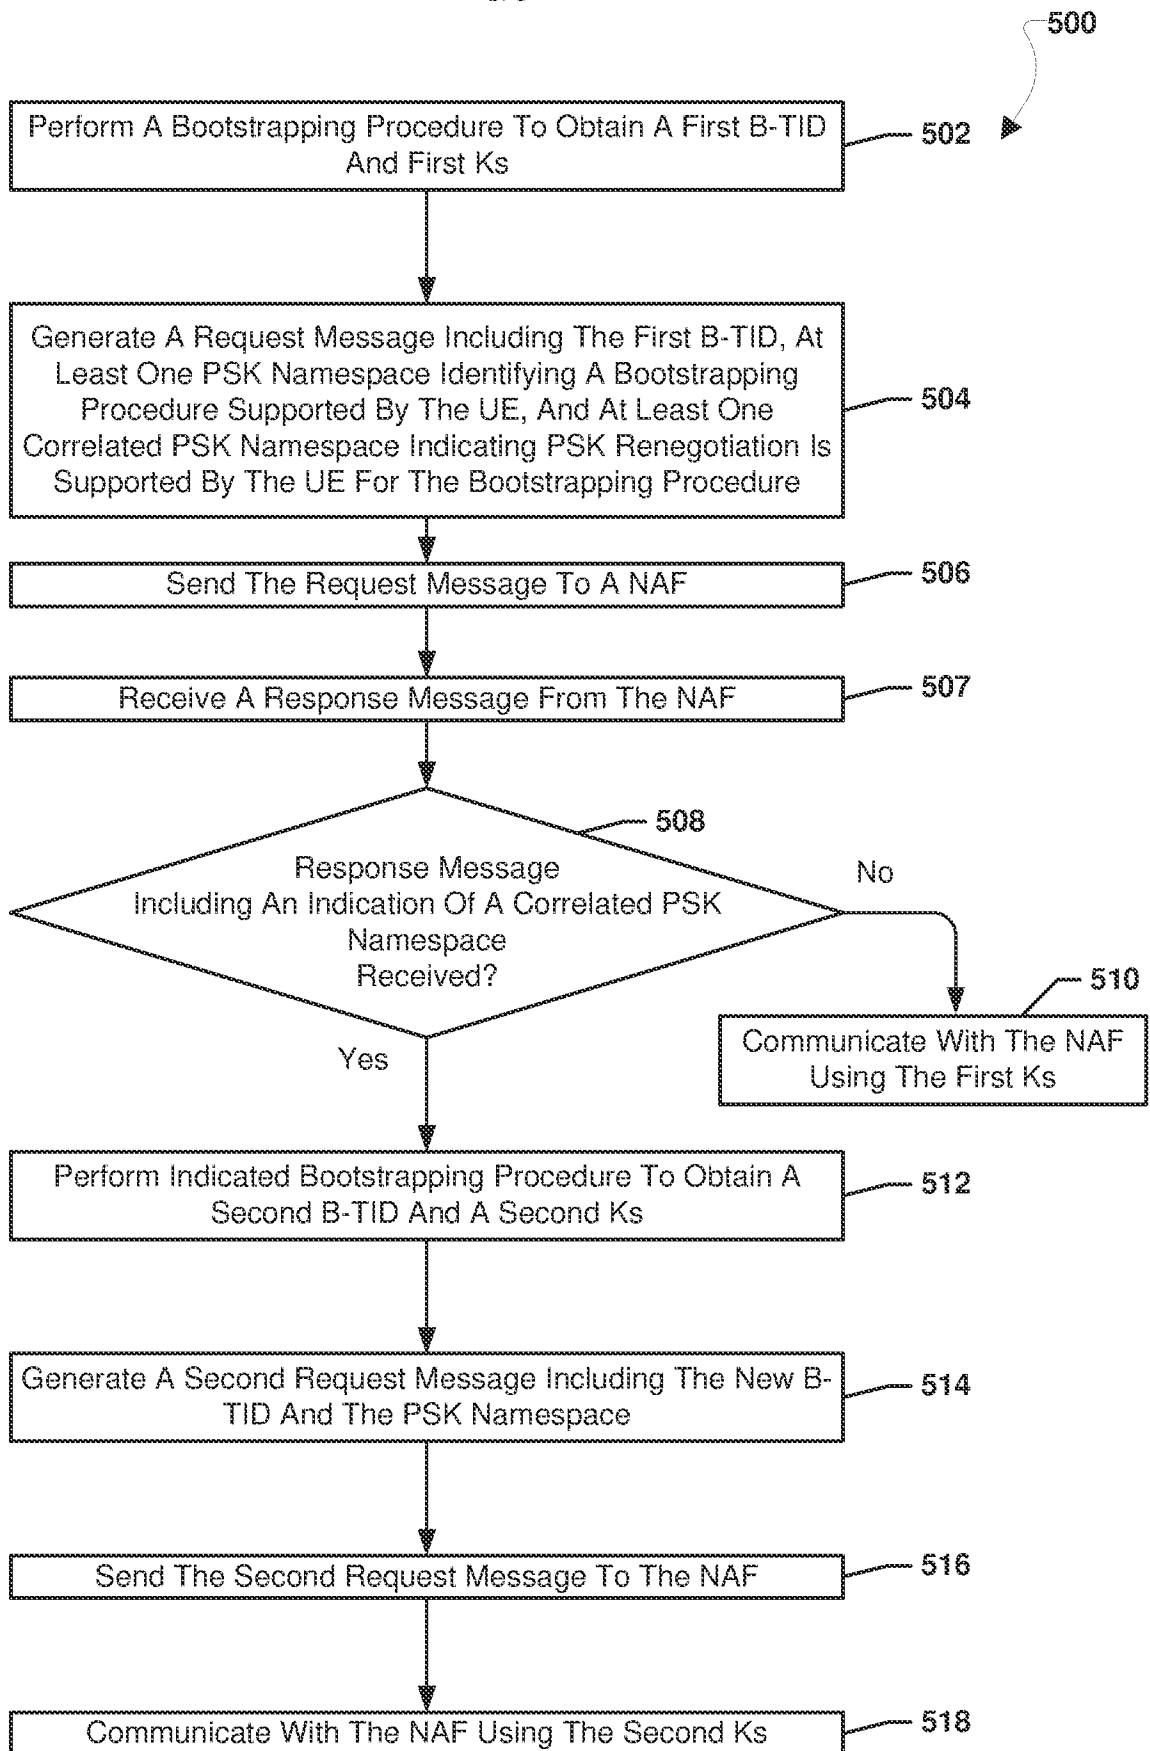 500
Perform A Bootstrapping Procedure To Obtain A First B-TID
And First Ks
502
Generate A Request Message Including The First B-TID, At
Least One PSK Namespace Identifying A Bootstrapping
Procedure Supported By The UE, And At Least One
Correlated PSK Namespace Indicating PSK Renegotiation Is
Supported By The UE For The Bootstrapping Procedure
504
Send The Request Message To A NAF
506
Receive A Response Message From The NAF
507
508
Response Message
Including An Indication Of A Correlated PSK
Namespace
Received?
No
Yes
510
Communicate With The NAF
Using The First Ks
Perform Indicated Bootstrapping Procedure To Obtain A
Second B-TID And A Second Ks
512
Generate A Second Request Message Including The New B-
TID And The PSK Namespace
514
Send The Second Request Message To The NAF
516
Communicate With The NAF Using The Second Ks
518